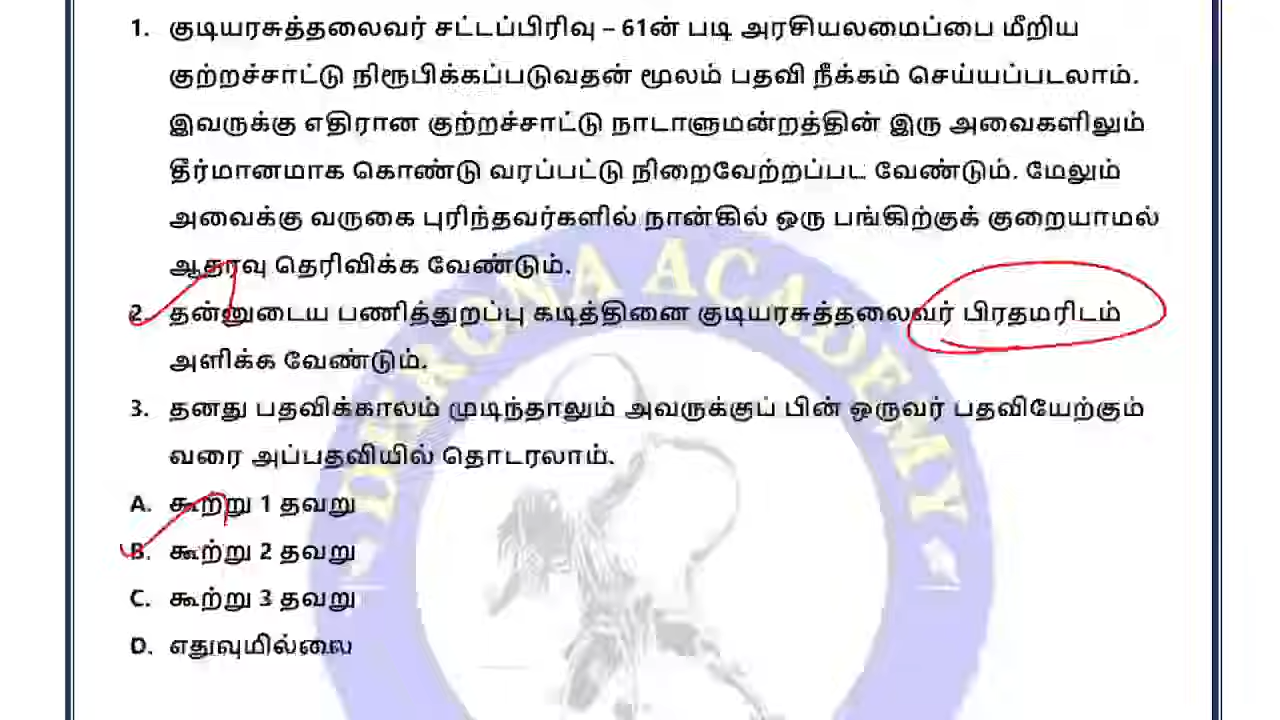 1. குடியரசுத்தலைவர் சட்டப்பிரிவு – 61ன் படி அரசியலமைப்பை மீறிய
குற்றச்சாட்டு நிரூபிக்கப்படுவதன் மூலம் பதவி நீக்கம் செய்யப்படலாம்.
இவருக்கு எதிரான குற்றச்சாட்டு நாடாளுமன்றத்தின் இரு அவைகளிலும்
தீர்மானமாக கொண்டு வரப்பட்டு நிறைவேற்றப்பட வேண்டும். மேலும்
அவைக்கு வருகை புரிந்தவர்களில் நான்கில் ஒரு பங்கிற்குக் குறையாமல்
ஆதரவு தெரிவிக்க வேண்டும்.
2. தன்னுடைய பணித்துறப்பு கடித்தினை குடியரசுத்தலைவர் பிரதமரிடம்
அளிக்க வேண்டும்.
3. தனது பதவிக்காலம் முடிந்தாலும் அவருக்குப் பின் ஒருவர் பதவியேற்கும்
வரை அப்பதவியில் தொடரலாம்.
A. கூற்று 1 தவறு
B. கூற்று 2 தவறு
C. கூற்று 3 தவறு
D. எதுவுமில்லை
DEERONA ACADEMY